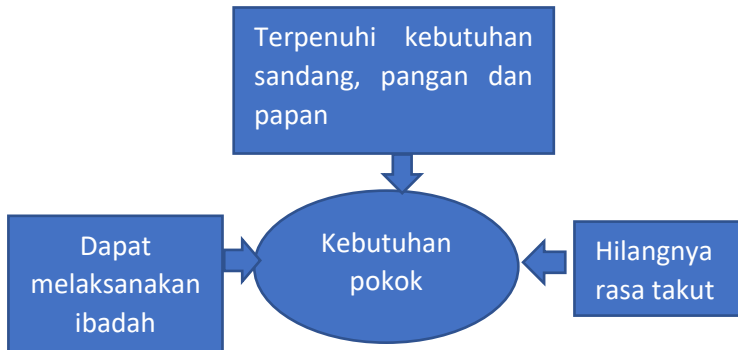 Terpenuhi kebutuhan
sandang, pangan dan
papan
Dapat
melaksanakan
ibadah
Kebutuhan
pokok
Hilangnya
rasa takut